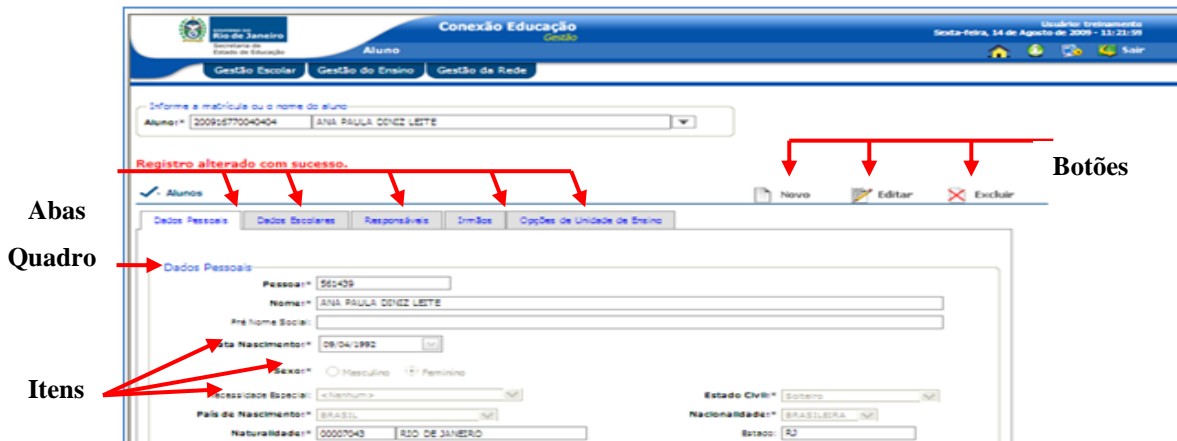 GOVERNO DO
Rio de Janeiro
Secretaria de
Estado de Educação
Conexão Educação
Gestão
Usuário: treinamento
Sexta-feira, 14 de Agosto de 2009 - 11:21:59
Aluno
Sair
Gestão Escolar Gestão do Ensino Gestão da Rede
Informe a matrícula ou o nome do aluno
Aluno:* 200916770040404 ANA PAULA DINIZ LEITE
Registro alterado com sucesso.
Botões
Alunos
Novo Editar Excluir
Abas
Dados Pessoais Dados Escolares Responsáveis Irmãos Opções de Unidade de Ensino
Quadro
Dados Pessoais
Pessoa:* 561439
Nome:* ANA PAULA DINIZ LEITE
Pré Nome Social:
Data Nascimento:* 09/04/1992
Sexo:* Masculino Feminino
Itens
Necessidade Especial: <Nenhum> Estado Civil:* Solteiro
País de Nascimento:* BRASIL Nacionalidade:* BRASILEIRA
Naturalidade:* 00007043 RIO DE JANEIRO Estado: RJ